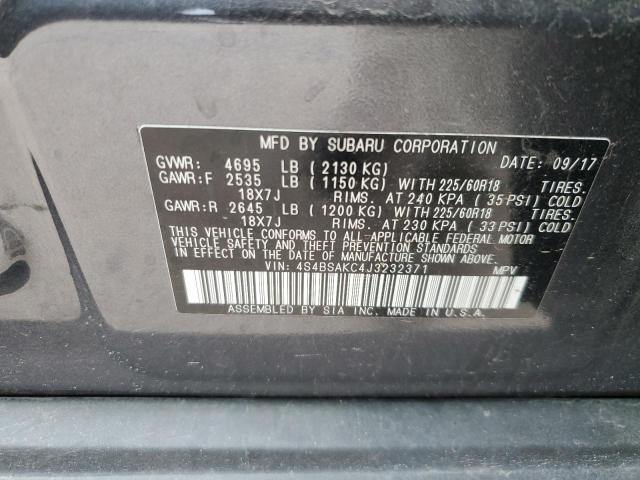 MFD BY SUBARU CORPORATION
GVWR: 4695 LB ( 2130 KG) DATE: 09/17
GAWR:F 2535 LB ( 1150 KG) WITH 225/60R18 TIRES.
18X7J RIMS. AT 240 KPA ( 35 PSI) COLD
GAWR:R 2645 LB ( 1200 KG) WITH 225/60R18 TIRES.
18X7J RIMS. AT 230 KPA ( 33 PSI) COLD
THIS VEHICLE CONFORMS TO ALL APPLICABLE FEDERAL MOTOR
VEHICLE SAFETY AND THEFT PREVENTION STANDARDS
IN EFFECT ON THE DATE OF MANUFACTURE SHOWN ABOVE.
VIN: 4S4BSAKC4J3232371 MPV
ASSEMBLED BY SIA INC. MADE IN U.S.A.